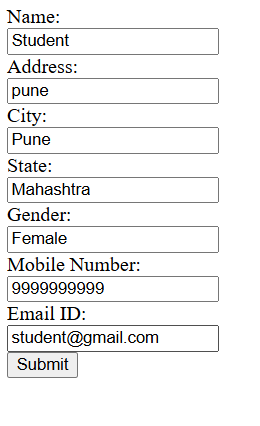 Name:
Student
Address:
pune
City:
Pune
State:
Mahashtra
Gender:
Female
Mobile Number:
9999999999
Email ID:
student@gmail.com
Submit